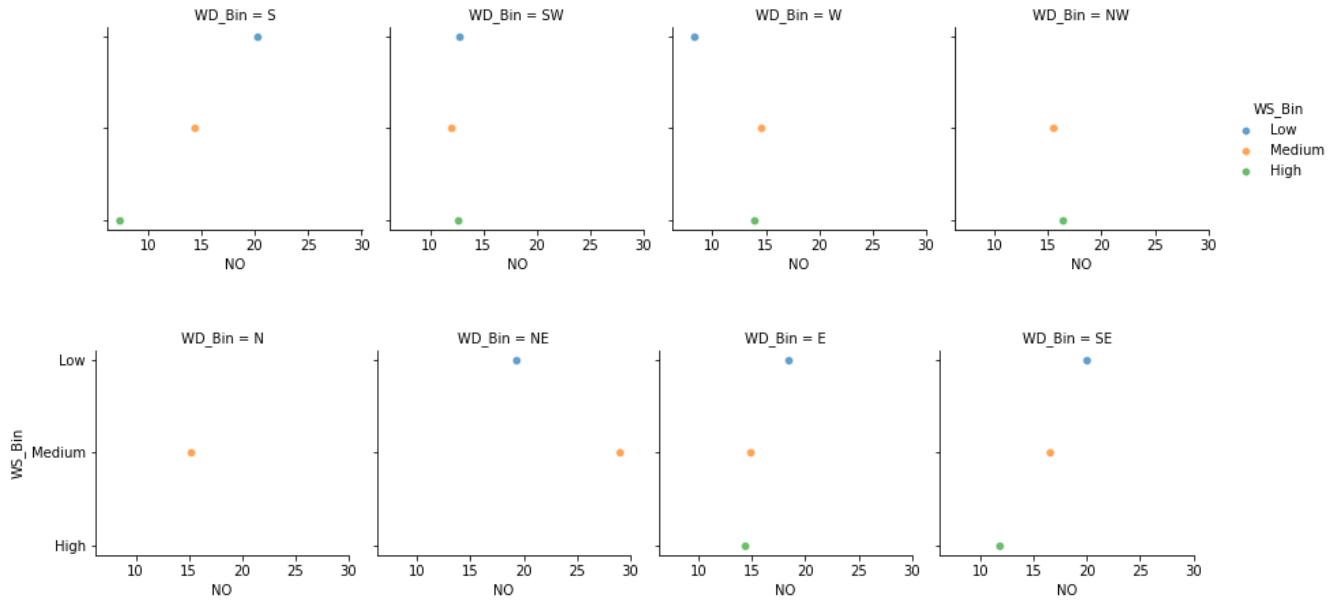 WD_Bin = S
WD_Bin = SW
WD_Bin = W
WD_Bin = NW
10 15 20 25 30
NO
10 15 20 25 30
NO
10 15 20 25 30
NO
10 15 20 25 30
NO
WS_Bin
Low
Medium
High
WD_Bin = N
WD_Bin = NE
WD_Bin = E
WD_Bin = SE
WS_Bin
Low
Medium
High
10 15 20 25 30
NO
10 15 20 25 30
NO
10 15 20 25 30
NO
10 15 20 25 30
NO